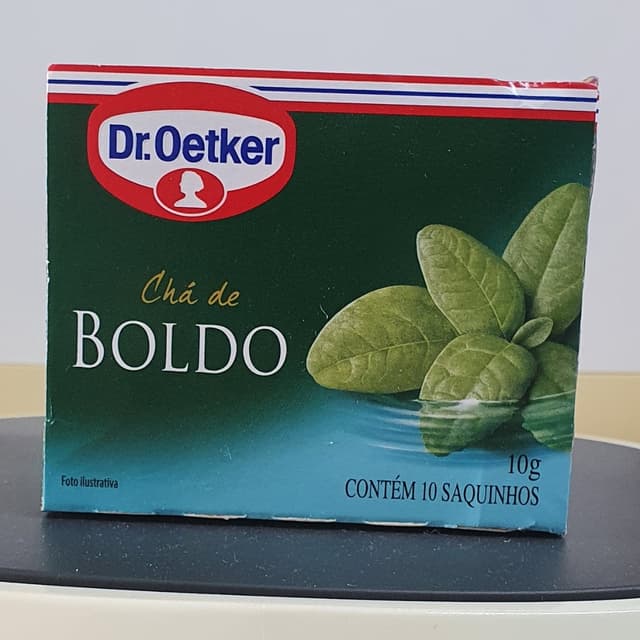 Dr.Oetker
Chá de
BOLDO
10g
CONTÉM 10 SAQUINHOS
Foto ilustrativa